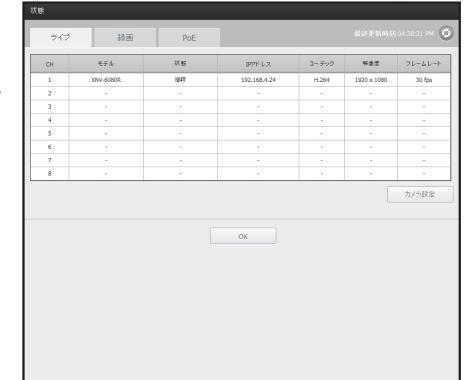 状態
ライブ 録画 PoE 最終更新時刻 04:38:21 PM
CH モデル 状態 IPアドレス コーデック 解像度 フレームレート
1 XNV-6080R 接続 192.168.4.24 H.264 1920 x 1080 30 fps
2 - - - - - -
3 - - - - - -
4 - - - - - -
5 - - - - - -
6 - - - - - -
7 - - - - - -
8 - - - - - -
カメラ設定
OK